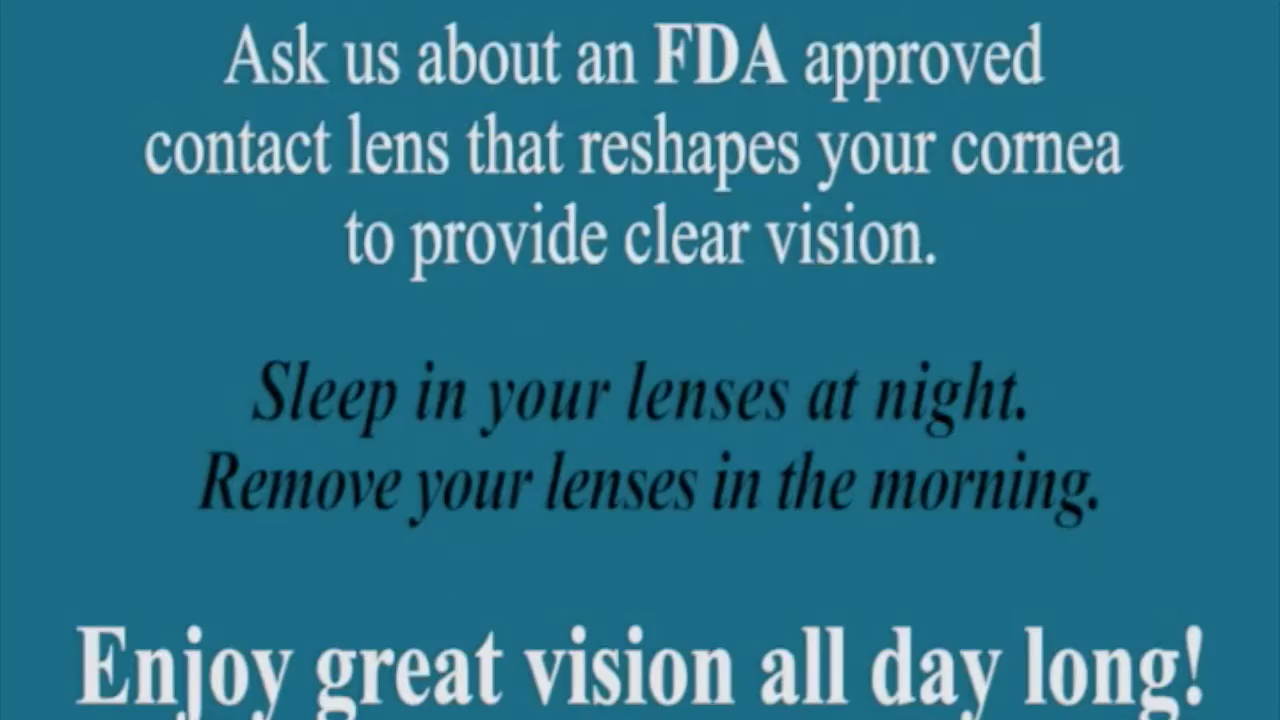 Ask us about an FDA approved
contact lens that reshapes your cornea
to provide clear vision.
Sleep in your lenses at night.
Remove your lenses in the morning.
Enjoy great vision all day long!